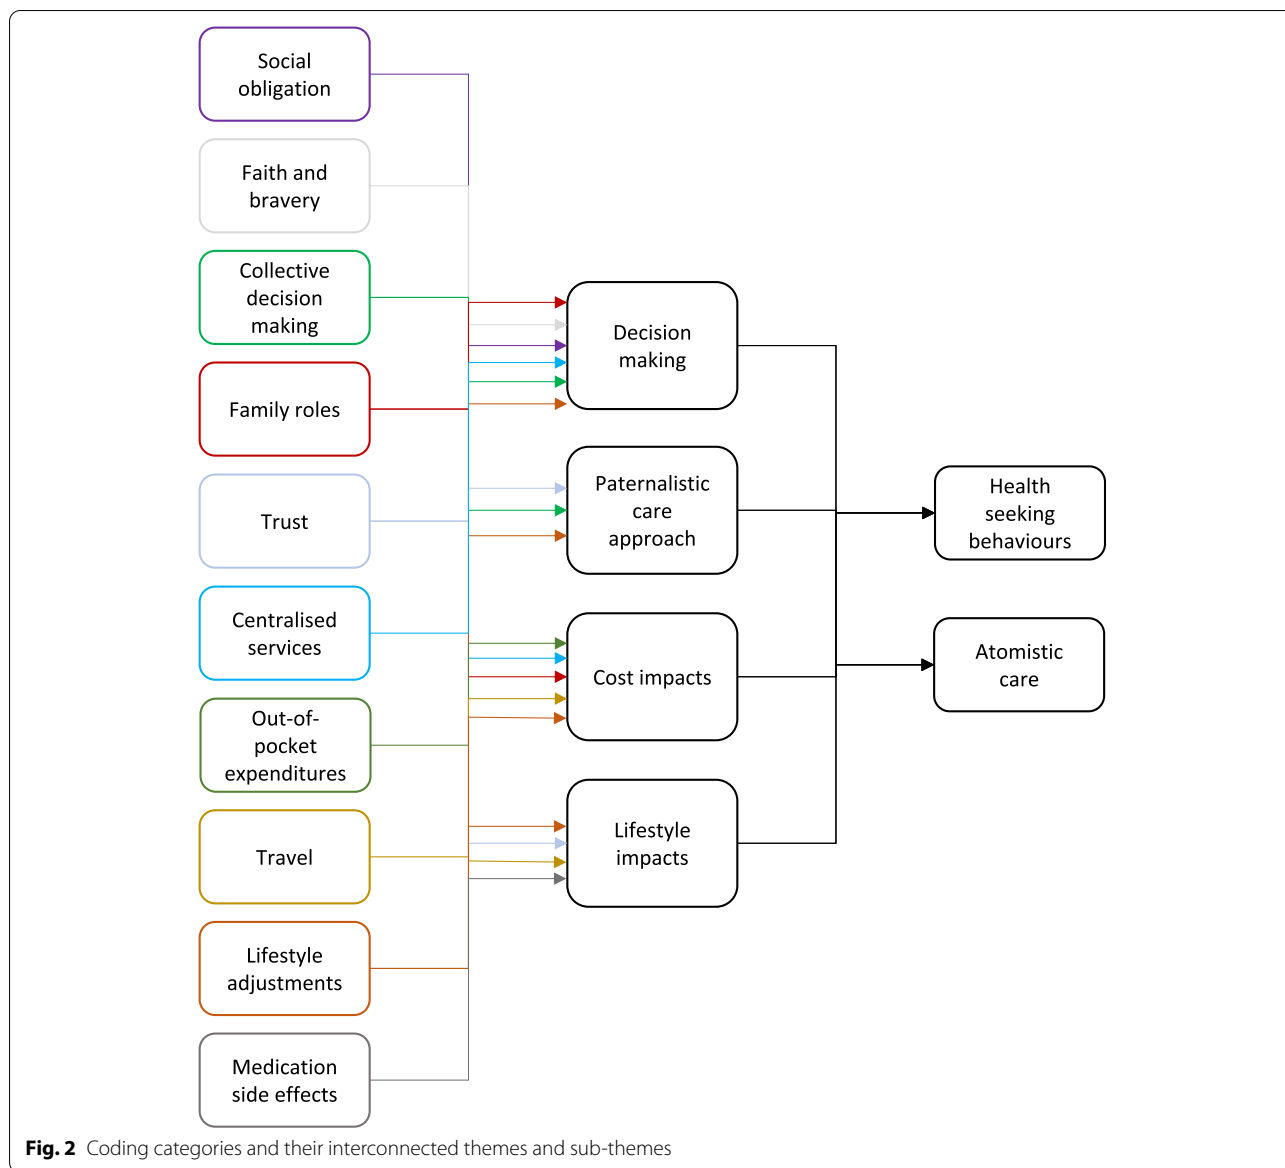 Social
obligation
Faith and
bravery
Collective
decision
making
Family roles
Trust
Centralised
services
Out-of-
pocket
expenditures
Travel
Lifestyle
adjustments
Medication
side effects
Decision
making
Paternalistic
care
approach
Cost impacts
Lifestyle
impacts
Health
seeking
behaviours
Atomistic
care
Fig. 2 Coding categories and their interconnected themes and sub-themes